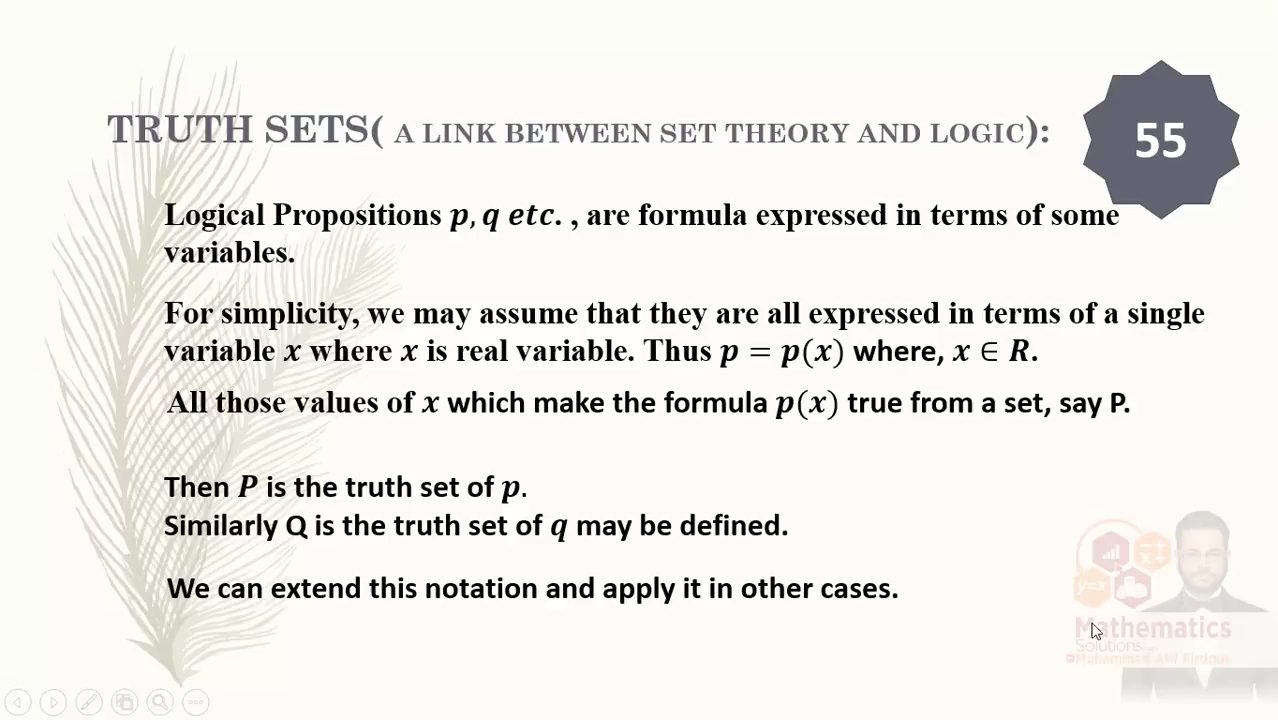 TRUTH SETS( A LINK BETWEEN SET THEORY AND LOGIC):
55
Logical Propositions p, q etc. , are formula expressed in terms of some
variables.
For simplicity, we may assume that they are all expressed in terms of a single
variable x where x is real variable. Thus p = p(x) where, x ∈ R.
All those values of x which make the formula p(x) true from a set, say P.
Then P is the truth set of p.
Similarly Q is the truth set of q may be defined.
We can extend this notation and apply it in other cases.
y=x
Mathematics
Solutions
Muhammad Abl Firdous